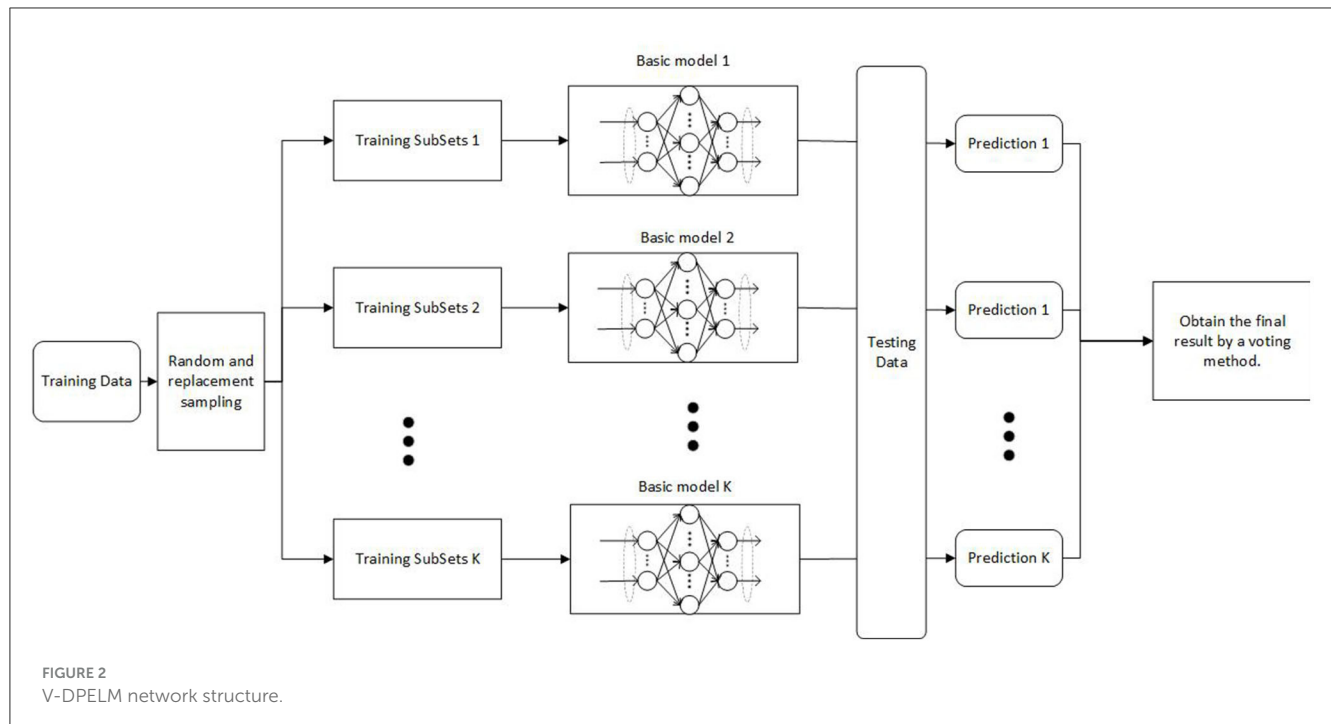 Basic model 1
Training SubSets 1
Prediction 1
Basic model 2
Training SubSets 2
Prediction 1
Training Data
Random and
replacement
sampling
Testing
Data
Obtain the final
result by a voting
method.
Basic model K
Training SubSets K
Prediction K
FIGURE 2
V-DPELM network structure.